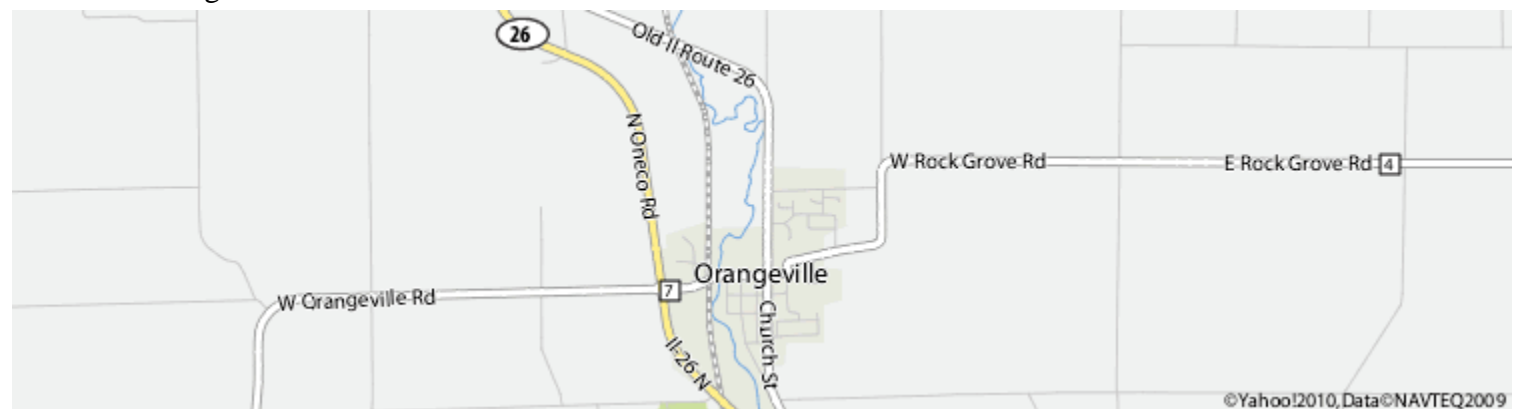 26
Old Il Route 26
N Oneco Rd
W Rock Grove Rd
E Rock Grove Rd
4
Orangeville
7
W Orangeville Rd
Church St
Il-26 N
©Yahoo!2010,Data©NAVTEQ2009